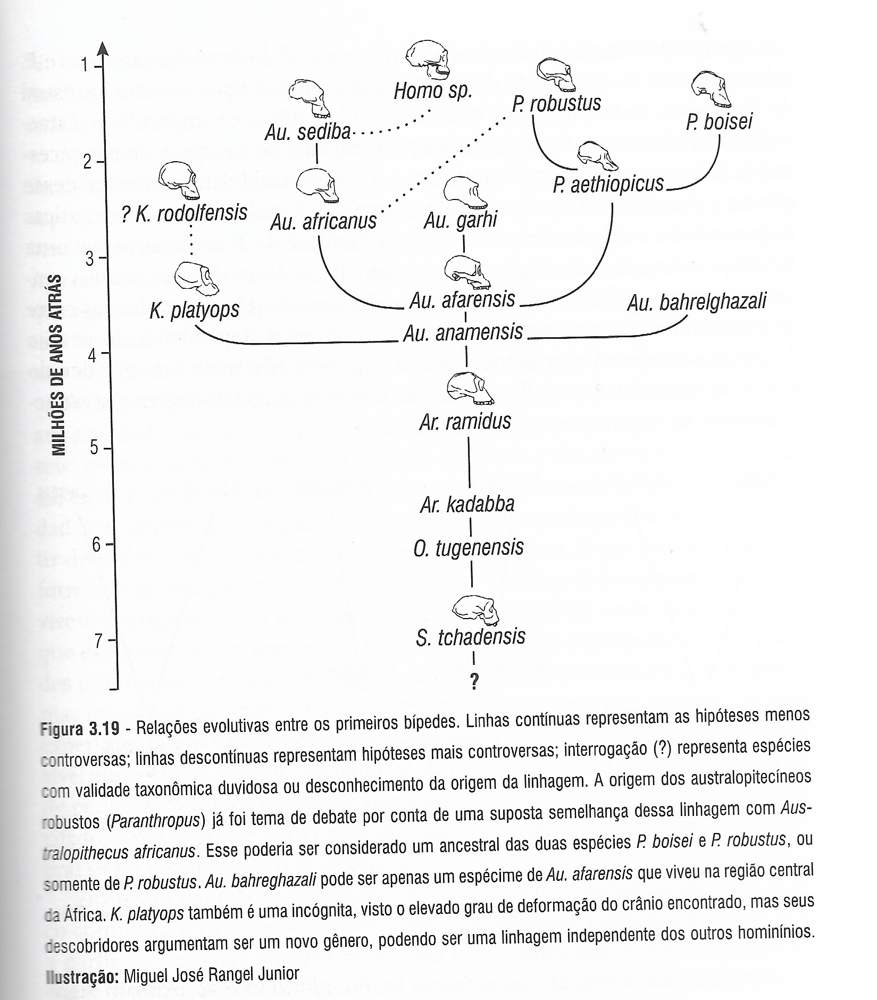 1
Homo sp.
P. robustus
Au. sediba
P. boisei
2
P. aethiopicus
? K. rodolfensis
Au. africanus
Au. garhi
3
MILHÕES DE ANOS ATRÁS
K. platyops
Au. afarensis
Au. bahrelghazali
Au. anamensis
4
Ar. ramidus
5
Ar. kadabba
6
O. tugenensis
7
S. tchadensis
?
Figura 3.19 - Relações evolutivas entre os primeiros bípedes. Linhas contínuas representam as hipóteses menos
controversas; linhas descontínuas representam hipóteses mais controversas; interrogação (?) representa espécies
com validade taxonômica duvidosa ou desconhecimento da origem da linhagem. A origem dos australopitecíneos
robustos (Paranthropus) já foi tema de debate por conta de uma suposta semelhança dessa linhagem com Aus-
tralopithecus africanus. Esse poderia ser considerado um ancestral das duas espécies P. boisei e P. robustus, ou
somente de P. robustus. Au. bahreghazali pode ser apenas um espécime de Au. afarensis que viveu na região central
da África. K. platyops também é uma incógnita, visto o elevado grau de deformação do crânio encontrado, mas seus
descobridores argumentam ser um novo gênero, podendo ser uma linhagem independente dos outros hominínios.
Ilustração: Miguel José Rangel Junior